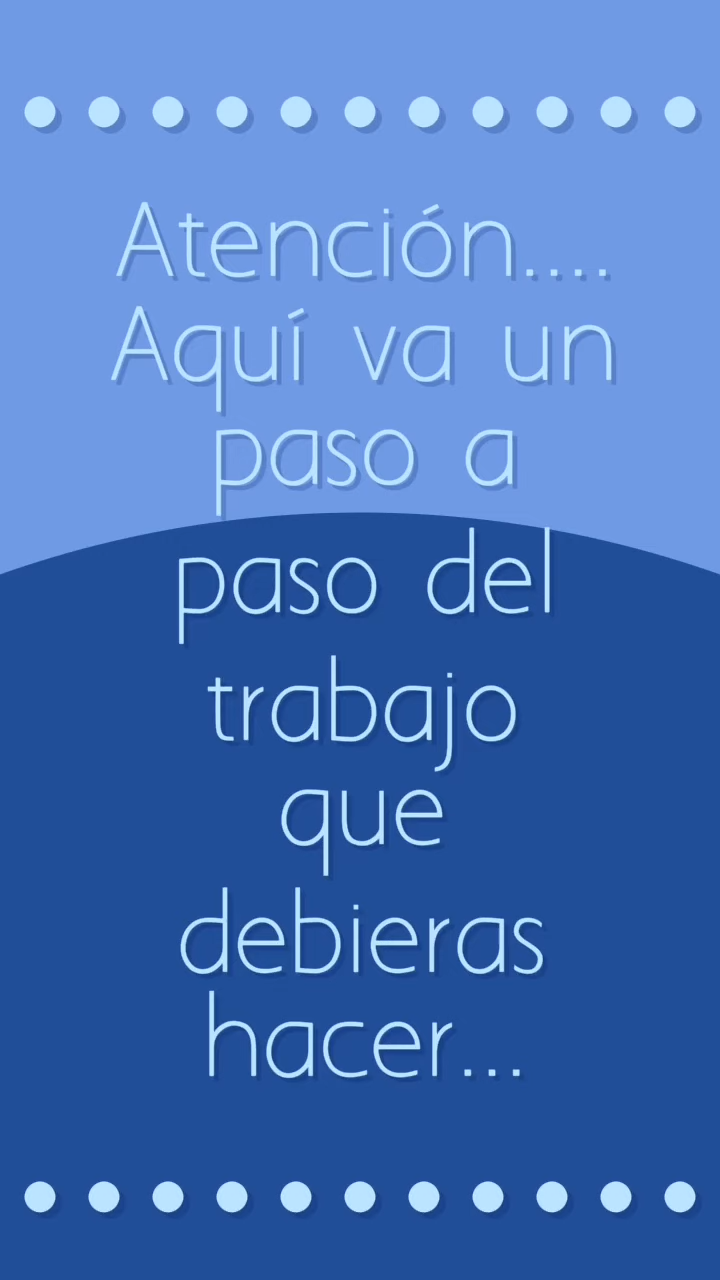 Atención....
Aquí va un
paso a
paso del
trabajo
que
debieras
hacer...